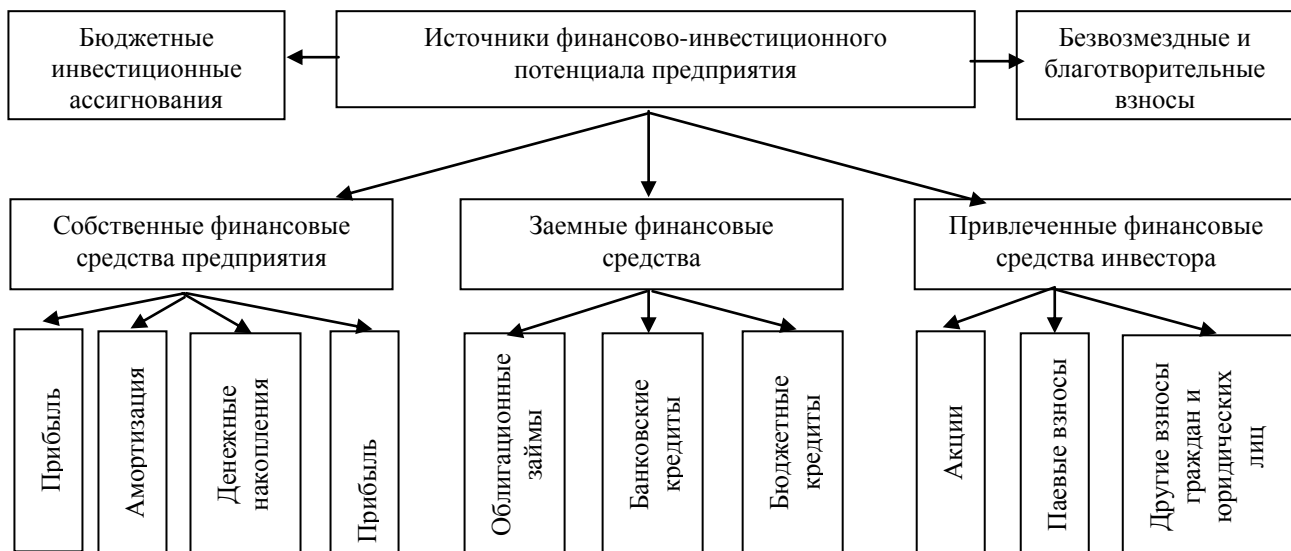 Бюджетные
инвестиционные
ассигнования
Источники финансово-инвестиционного
потенциала предприятия
Безвозмездные и
благотворительные
взносы
Собственные финансовые
средства предприятия
Заемные финансовые
средства
Привлеченные финансовые
средства инвестора
Прибыль
Амортизация
Денежные
накопления
Прибыль
Облигационные
займы
Банковские
кредиты
Бюджетные
кредиты
Акции
Паевые взносы
Другие взносы
граждан и
юридических
лиц